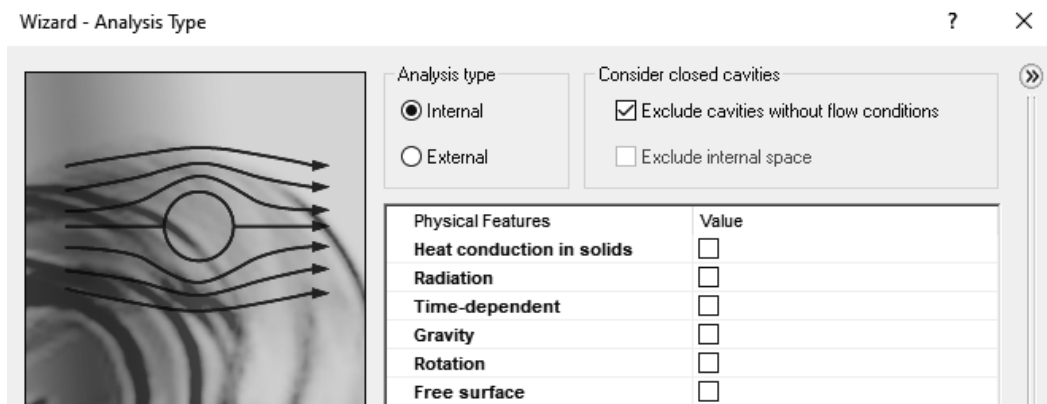 Wizard - Analysis Type ?
Analysis type Consider closed cavities
Internal Exclude cavities without flow conditions
External Exclude internal space
Physical Features Value
Heat conduction in solids
Radiation
Time-dependent
Gravity
Rotation
Free surface